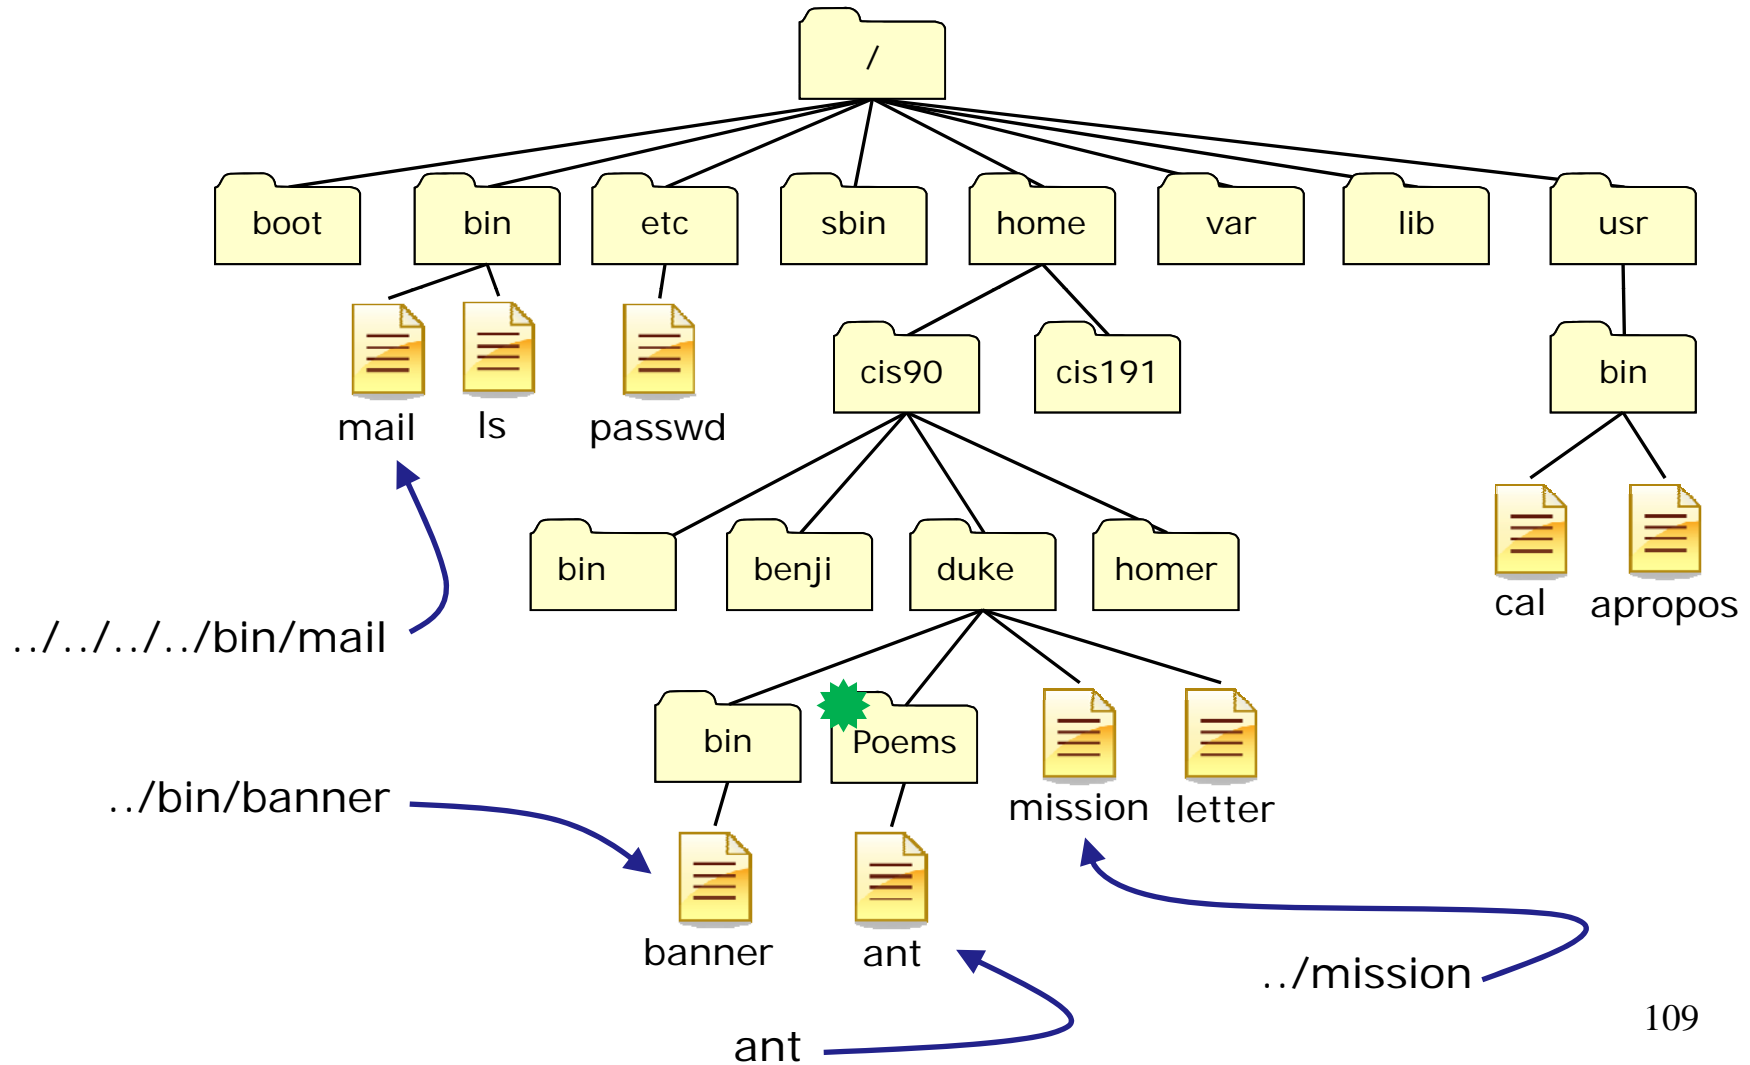 /
boot bin etc sbin home var lib usr
cis90 cis191 bin
mail ls passwd
bin benji duke homer
cal apropos
../../../../bin/mail
bin Poems
mission letter
../bin/banner
banner ant
../mission
109
ant